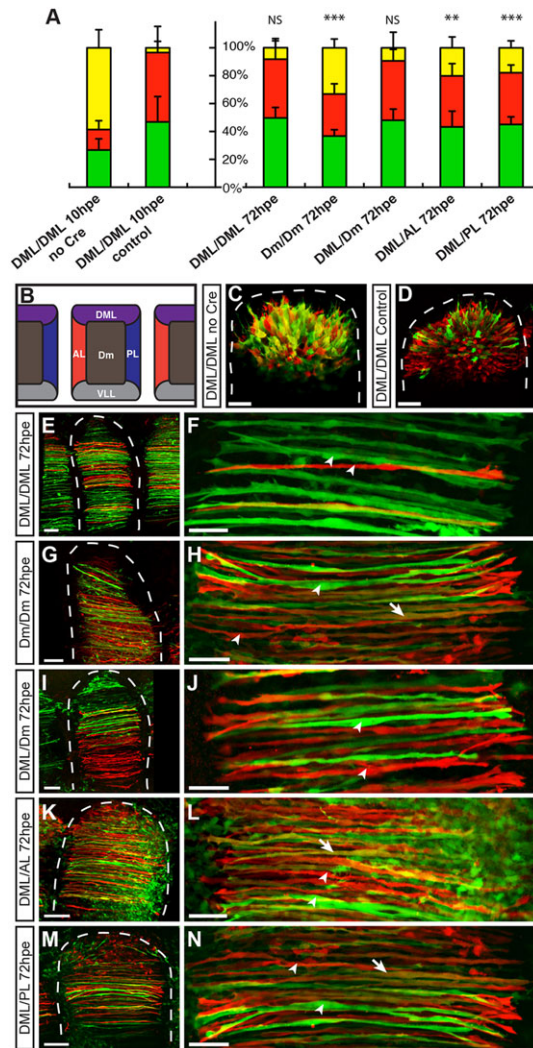 A
NS
***
NS
**
***
100%
80%
60%
40%
20%
0%
DML/DML 10hpe
no Cre
DML/DML 10hpe
control
DML/DML 72hpe
Dm/Dm 72hpe
DML/Dm 72hpe
DML/AL 72hpe
DML/PL 72hpe
B
DML
AL
Dm
PL
VLL
DML/DML no Cre
C
DML/DML Control
D
DML/DML 72hpe
E
F
Dm/Dm 72hpe
G
H
DML/Dm 72hpe
I
J
DML/AL 72hpe
K
L
DML/PL 72hpe
M
N